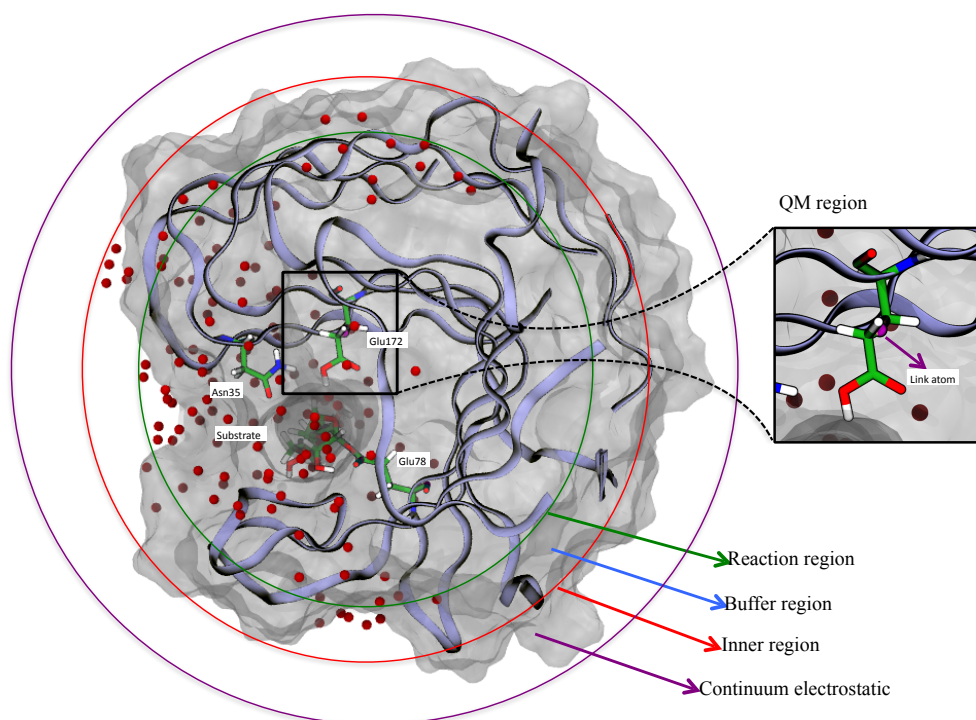 QM region
Glu172
Link atom
Asn35
Substrate
Glu78
Reaction region
Buffer region
Inner region
Continuum electrostatic